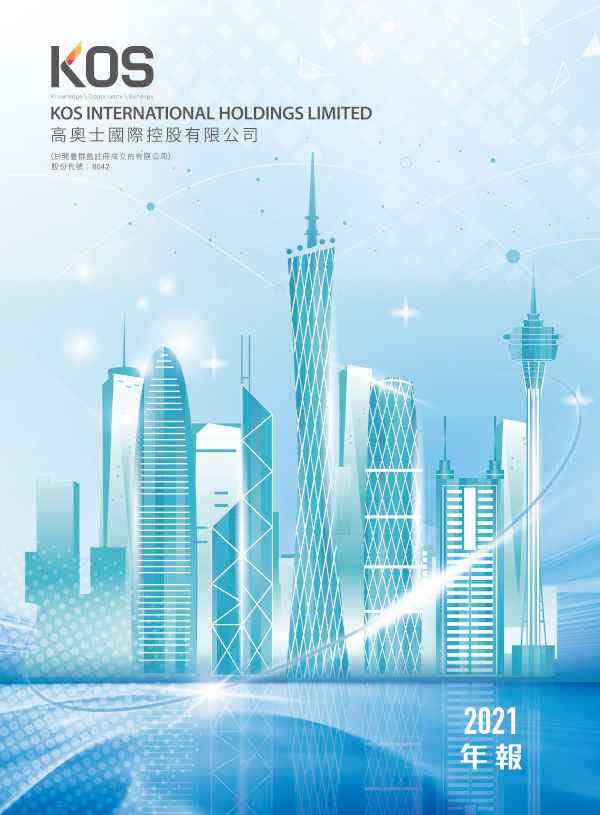 KOS
Knowledge \ Opportunity \ Synergy
KOS INTERNATIONAL HOLDINGS LIMITED
高奧士國際控股有限公司
(於開曼群島註冊成立的有限公司)
股份代號：8042
2021
年報